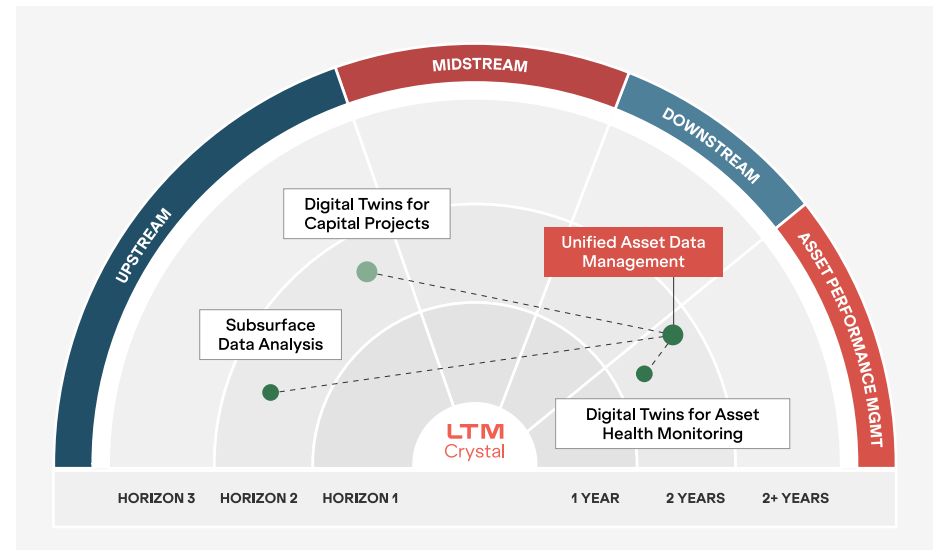 MIDSTREAM
DOWNSTREAM
UPSTREAM
ASSET PERFORMANCE MGMT
Digital Twins for
Capital Projects
Unified Asset Data
Management
Subsurface
Data Analysis
Digital Twins for Asset
Health Monitoring
LTM
Crystal
HORIZON 3 HORIZON 2 HORIZON 1 1 YEAR 2 YEARS 2+ YEARS